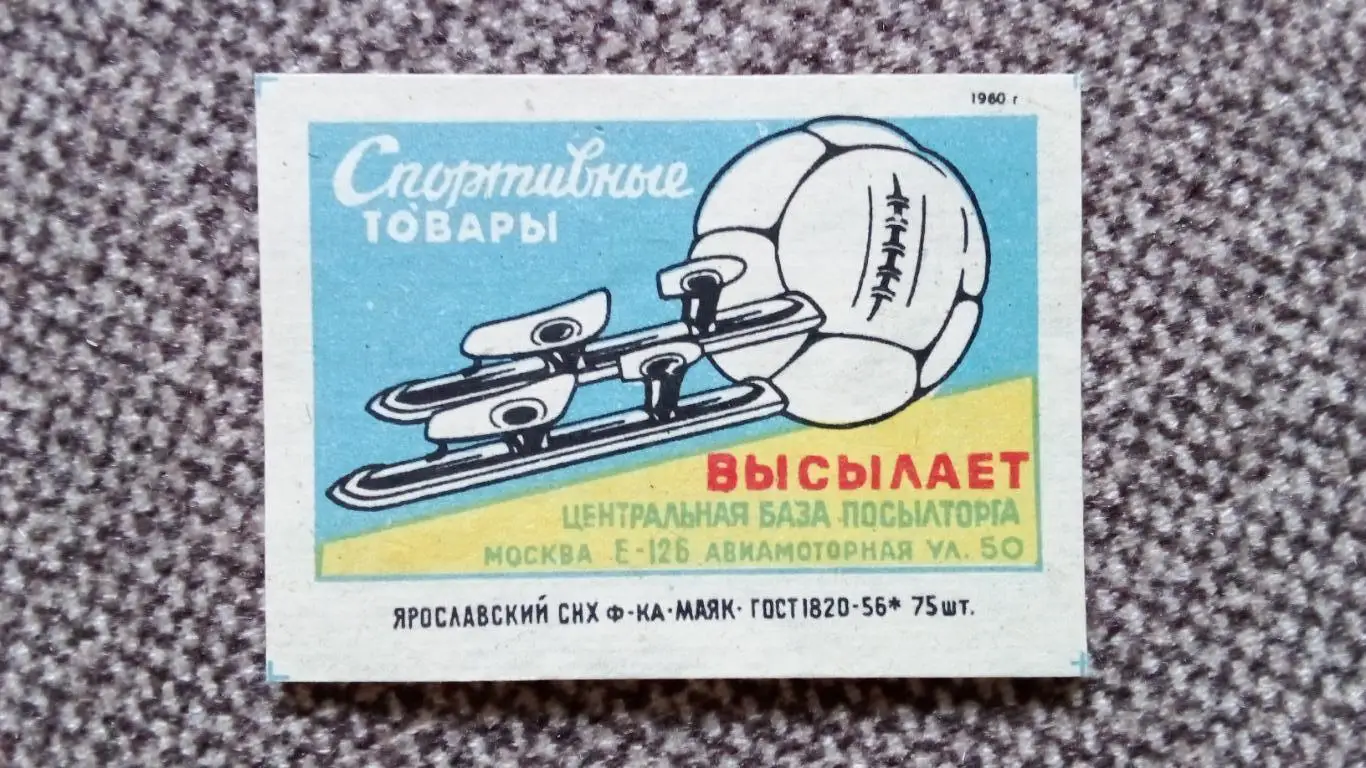 1960 г
Спортивные
ТОВАРЫ
ВЫСЫЛАЕТ
ЦЕНТРАЛЬНАЯ БАЗА ПОСЫЛТОРГА
МОСКВА Е-126 АВИАМОТОРНАЯ УЛ. 50
ЯРОСЛАВСКИЙ СНХ Ф-КА·МАЯК· ГОСТ1820-56* 75шт.